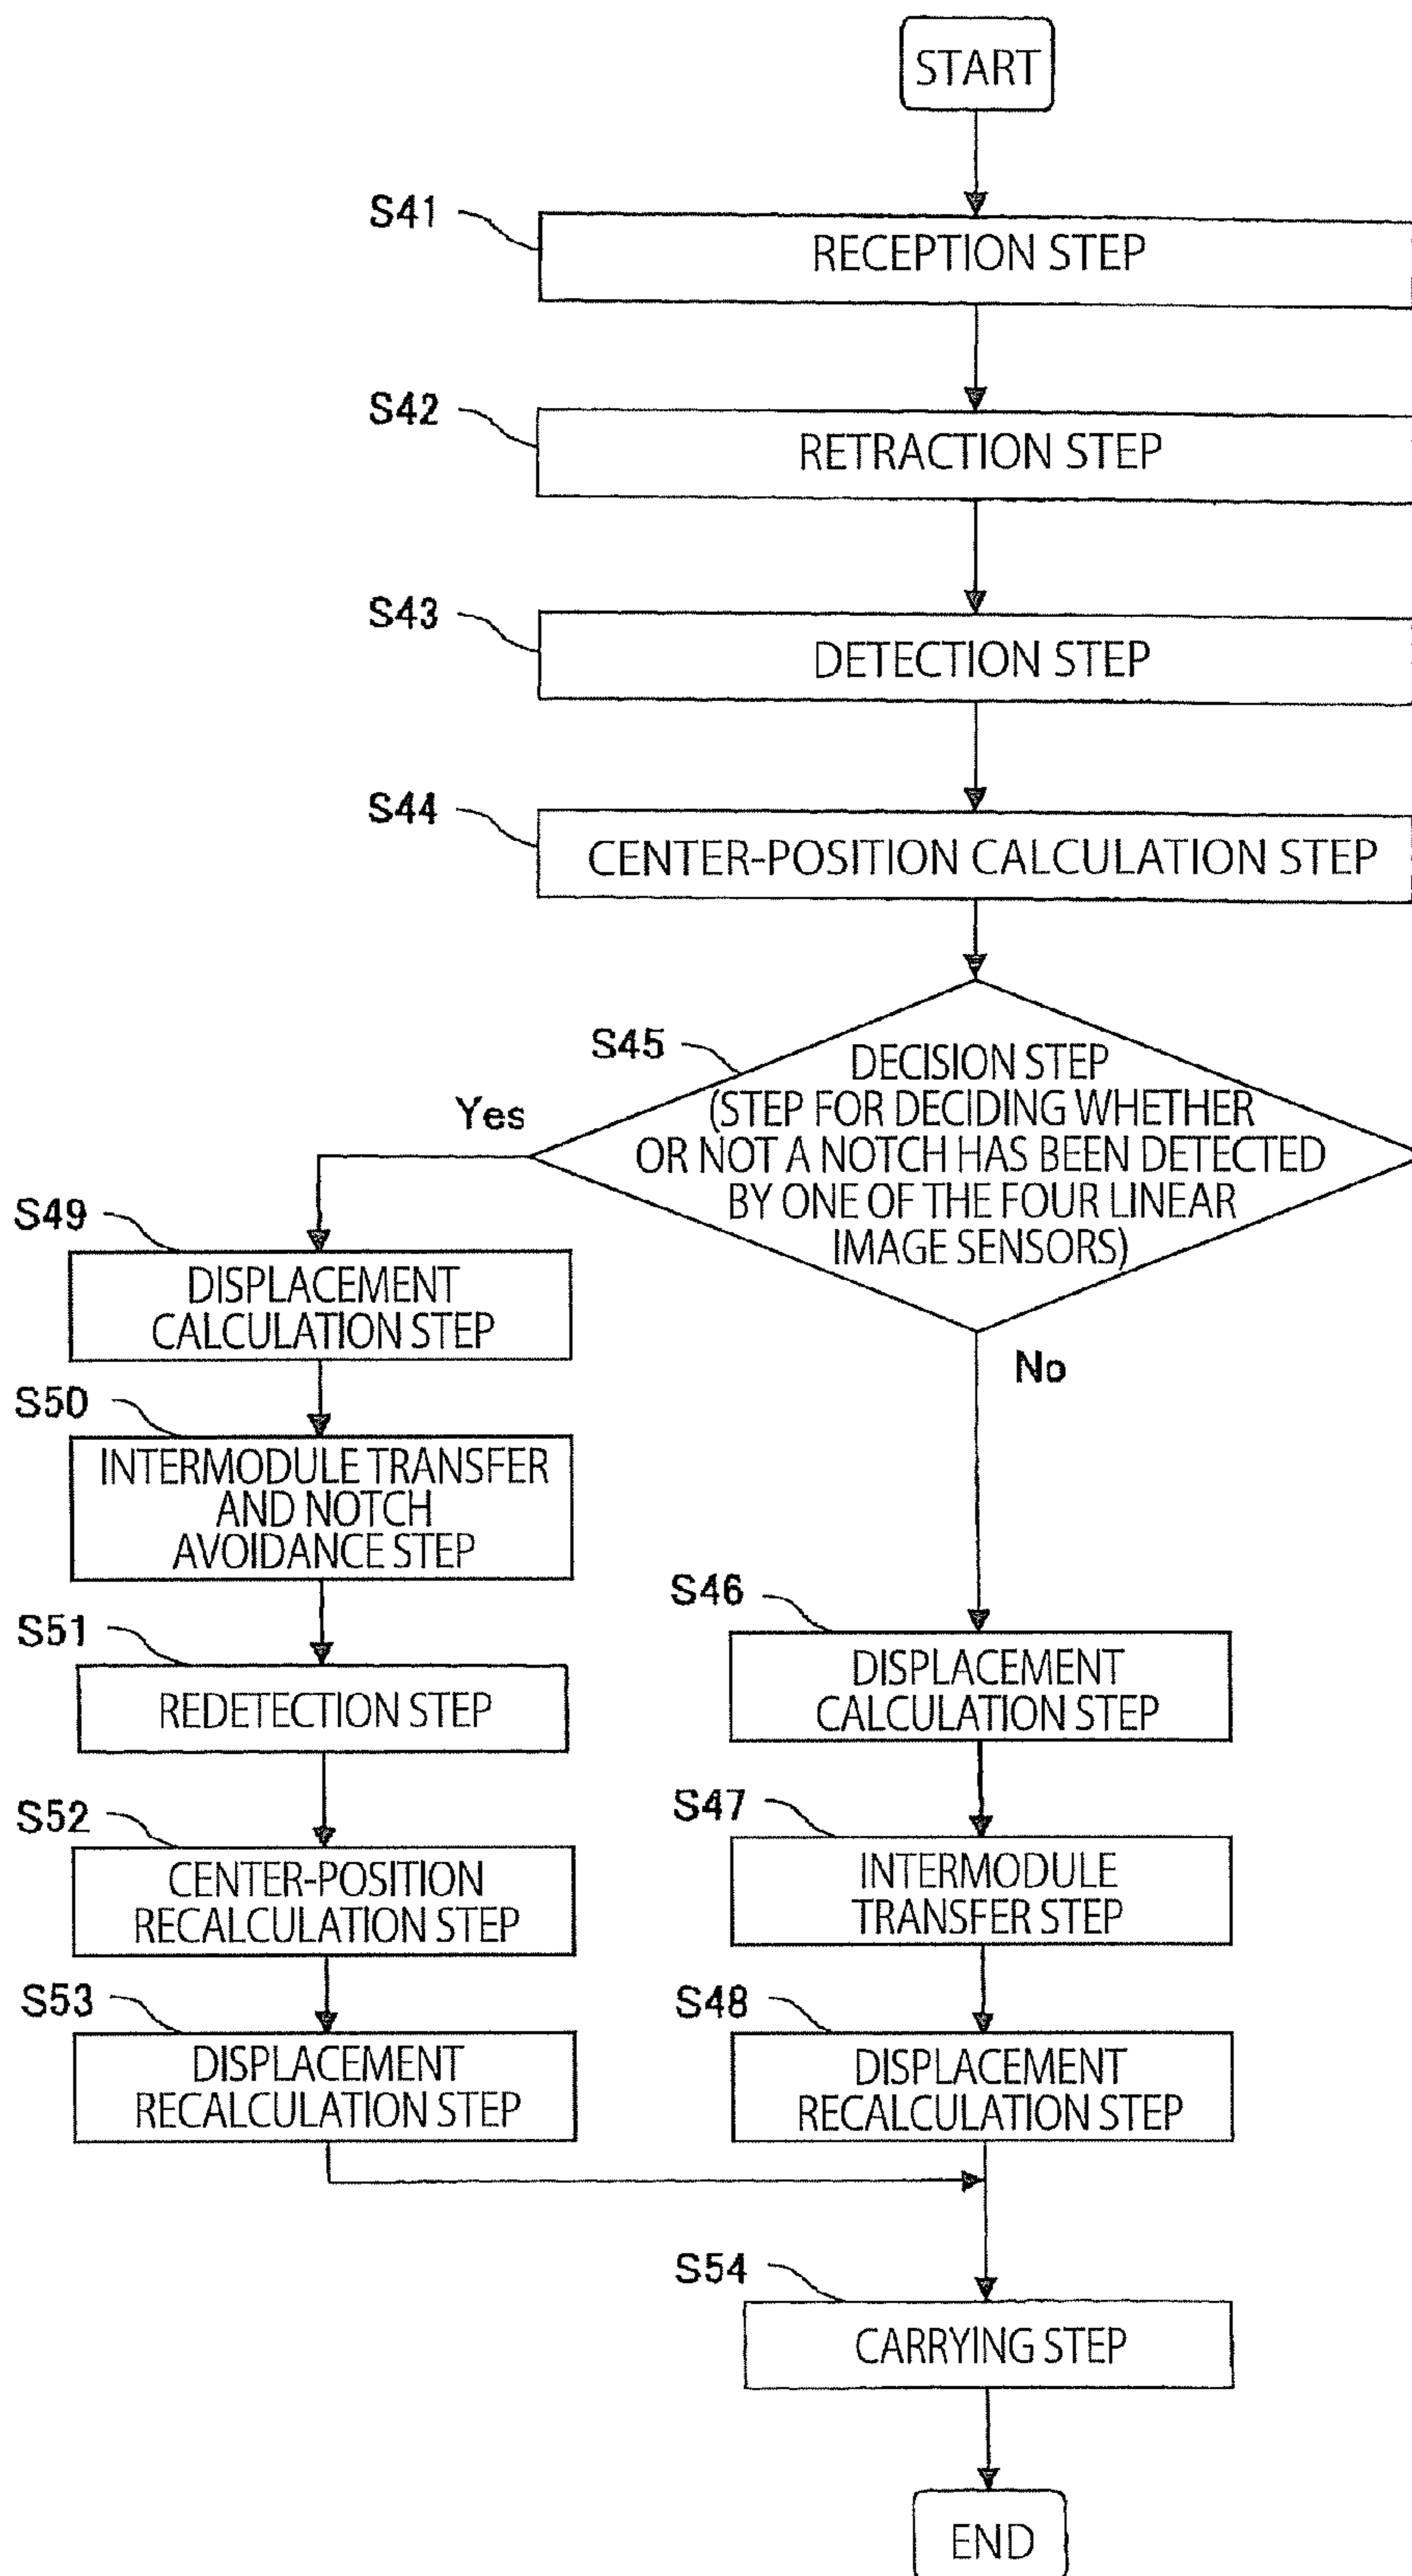 START
S41
RECEPTION STEP
S42
RETRACTION STEP
S43
DETECTION STEP
S44
CENTER-POSITION CALCULATION STEP
S45
DECISION STEP
(STEP FOR DECIDING WHETHER
OR NOT A NOTCH HAS BEEN DETECTED
BY ONE OF THE FOUR LINEAR
IMAGE SENSORS)
Yes
No
S49
DISPLACEMENT
CALCULATION STEP
S50
INTERMODULE TRANSFER
AND NOTCH
AVOIDANCE STEP
S51
REDETECTION STEP
S52
CENTER-POSITION
RECALCULATION STEP
S53
DISPLACEMENT
RECALCULATION STEP
S46
DISPLACEMENT
CALCULATION STEP
S47
INTERMODULE
TRANSFER STEP
S48
DISPLACEMENT
RECALCULATION STEP
S54
CARRYING STEP
END